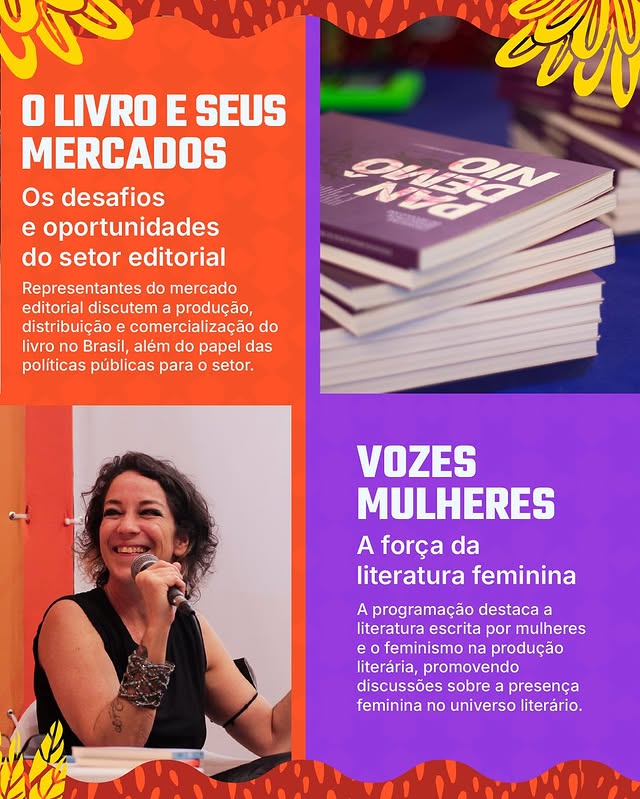 O LIVRO E SEUS
MERCADOS
Os desafios
e oportunidades
do setor editorial
Representantes do mercado
editorial discutem a produção,
distribuição e comercialização do
livro no Brasil, além do papel das
políticas públicas para o setor.
PAN
DEMÔ
NIO
VOZES
MULHERES
A força da
literatura feminina
A programação destaca a
literatura escrita por mulheres
e o feminismo na produção
literária, promovendo
discussões sobre a presença
feminina no universo literário.